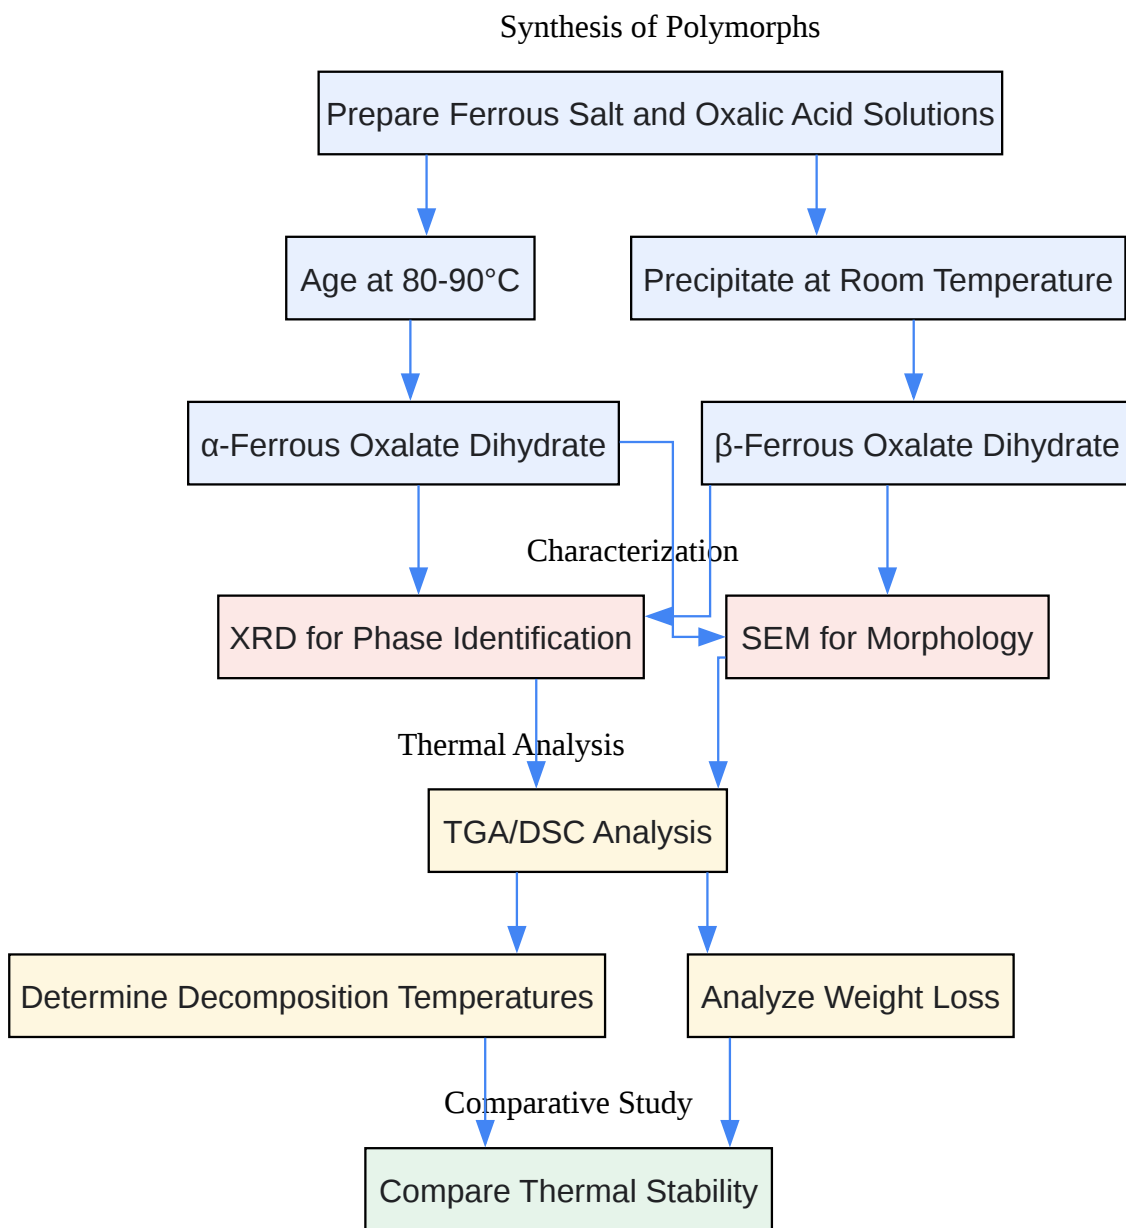 Synthesis of Polymorphs
Prepare Ferrous Salt and Oxalic Acid Solutions
Age at 80-90°C
Precipitate at Room Temperature
α-Ferrous Oxalate Dihydrate
β-Ferrous Oxalate Dihydrate
Characterization
XRD for Phase Identification
SEM for Morphology
Thermal Analysis
TGA/DSC Analysis
Determine Decomposition Temperatures
Analyze Weight Loss
Comparative Study
Compare Thermal Stability